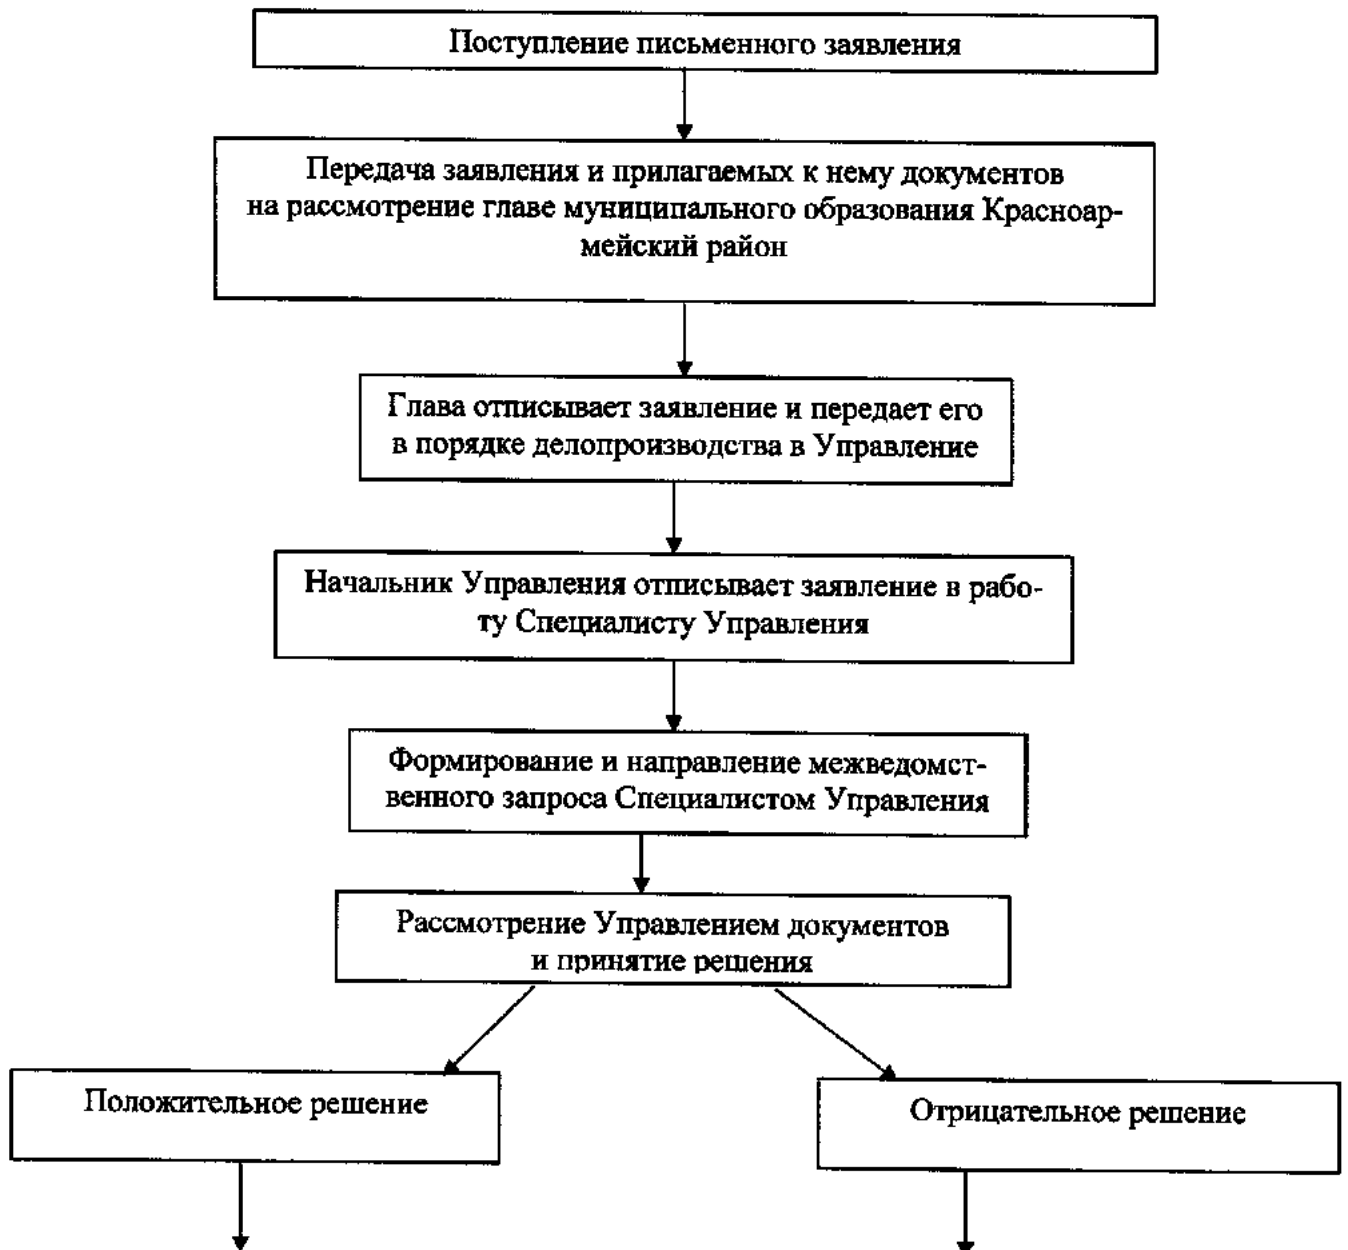 Поступление письменного заявления
Передача заявления и прилагаемых к нему документов
на рассмотрение главе муниципального образования Красноар-
мейский район
Глава отписывает заявление и передает его
в порядке делопроизводства в Управление
Начальник Управления отписывает заявление в рабо-
ту Специалисту Управления
Формирование и направление межведомст-
венного запроса Специалистом Управления
Рассмотрение Управлением документов
и принятие решения
Положительное решение
Отрицательное решение